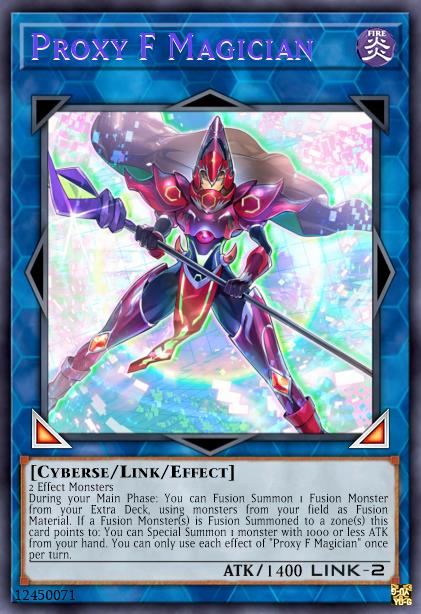 PROXY F MAGICIAN
FIRE
炎
[CYBERSE/LINK/EFFECT]
2 Effect Monsters
During your Main Phase: You can Fusion Summon 1 Fusion Monster
from your Extra Deck, using monsters from your field as Fusion
Material. If a Fusion Monster(s) is Fusion Summoned to a zone(s) this
card points to: You can Special Summon 1 monster with 1000 or less ATK
from your hand. You can only use each effect of "Proxy F Magician" once
per turn.
ATK/1400 LINK-2
12450071